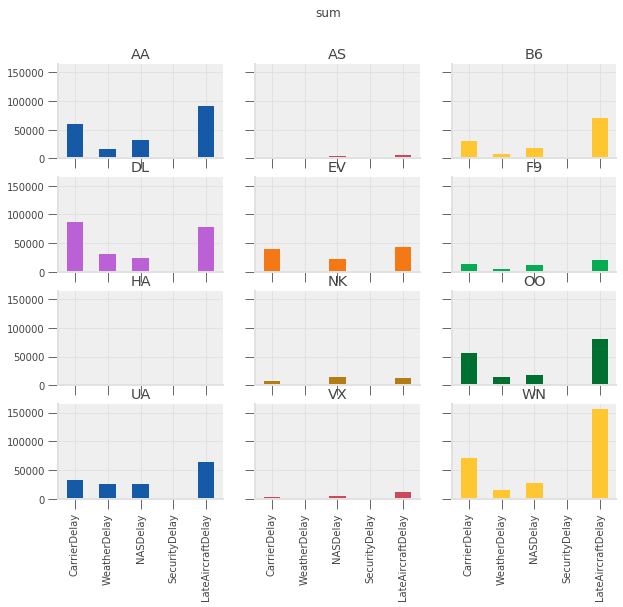 sum
AA AS B6
150000
100000
50000
0
DL EV F9
150000
100000
50000
0
HA NK OO
150000
100000
50000
0
UA VX WN
150000
100000
50000
0
CarrierDelay WeatherDelay NASDelay SecurityDelay LateAircraftDelay CarrierDelay WeatherDelay NASDelay SecurityDelay LateAircraftDelay CarrierDelay WeatherDelay NASDelay SecurityDelay LateAircraftDelay